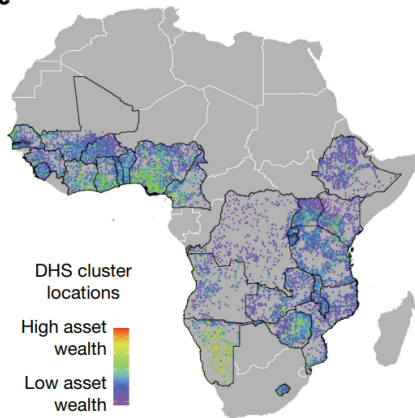 DHS cluster
locations
High asset
wealth
Low asset
wealth